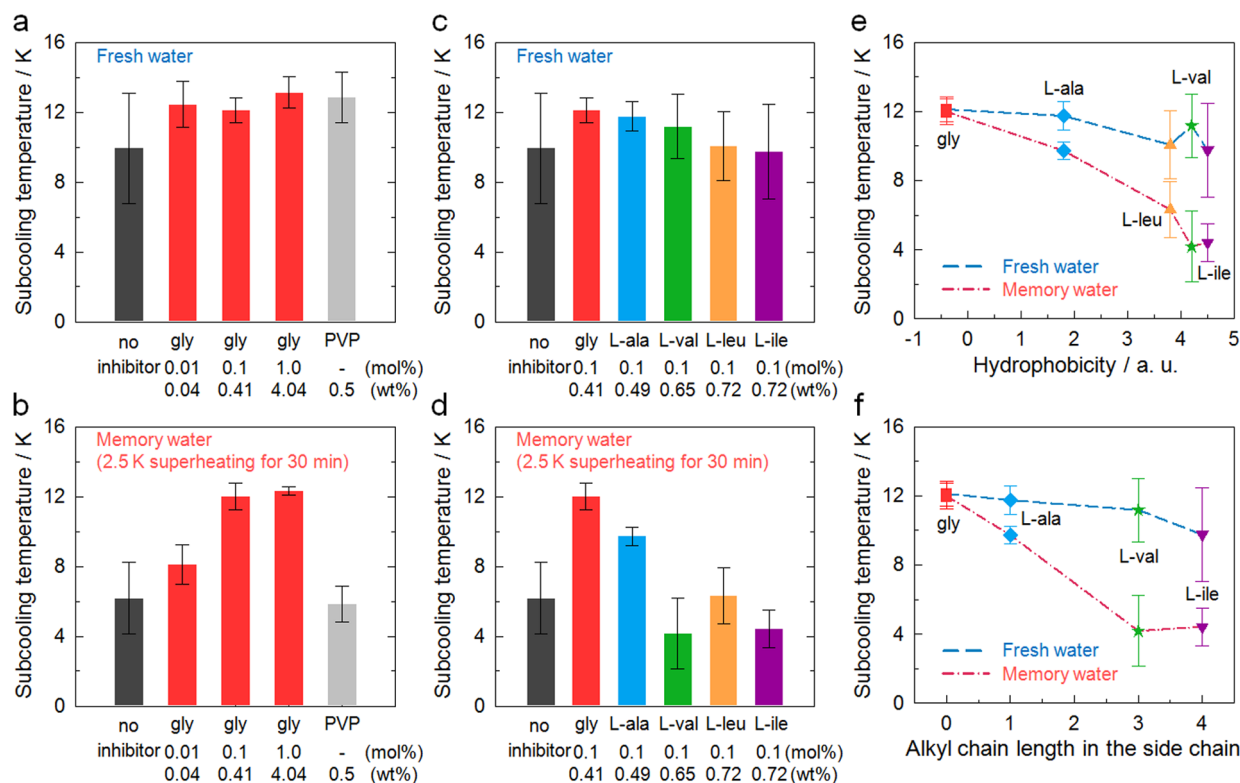 a
Subcooling temperature / K
16
12
8
4
0
Fresh water
no gly gly gly PVP
inhibitor 0.01 0.1 1.0 - (mol%)
0.04 0.41 4.04 0.5 (wt%)
b
Subcooling temperature / K
16
12
8
4
0
Memory water
(2.5 K superheating for 30 min)
no gly gly gly PVP
inhibitor 0.01 0.1 1.0 - (mol%)
0.04 0.41 4.04 0.5 (wt%)
c
Subcooling temperature / K
16
12
8
4
0
Fresh water
no gly L-ala L-val L-leu L-ile
inhibitor 0.1 0.1 0.1 0.1 0.1 (mol%)
0.41 0.49 0.65 0.72 0.72 (wt%)
d
Subcooling temperature / K
16
12
8
4
0
Memory water
(2.5 K superheating for 30 min)
no gly L-ala L-val L-leu L-ile
inhibitor 0.1 0.1 0.1 0.1 0.1 (mol%)
0.41 0.49 0.65 0.72 0.72 (wt%)
e
Subcooling temperature / K
16
12
8
4
0
L-val
L-ala
gly
L-leu
L-ile
Fresh water
Memory water
-1 0 1 2 3 4 5
Hydrophobicity / a. u.
f
Subcooling temperature / K
16
12
8
4
0
gly
L-ala
L-val
L-ile
Fresh water
Memory water
0 1 2 3 4
Alkyl chain length in the side chain